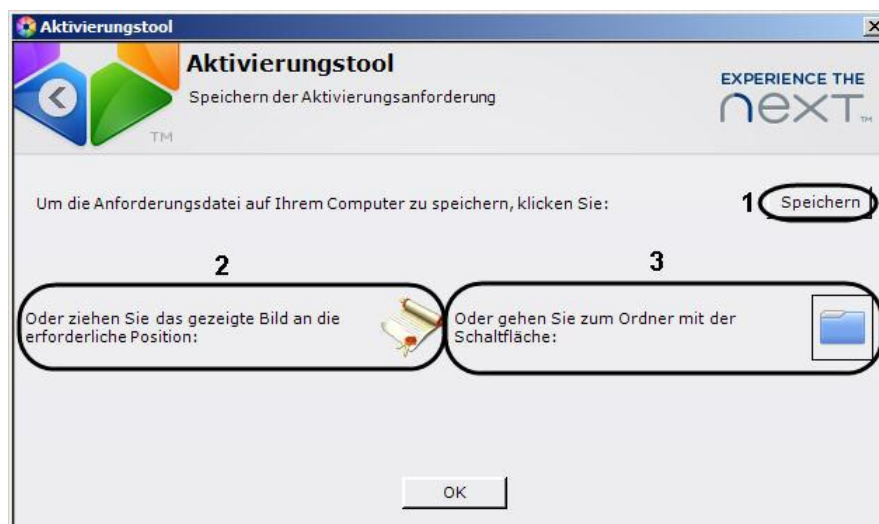 Aktivierungstool
Aktivierungstool
Speichern der Aktivierungsanforderung
EXPERIENCE THE
next™
TM
Um die Anforderungsdatei auf Ihrem Computer zu speichern, klicken Sie:
1
Speichern
2
3
Oder ziehen Sie das gezeigte Bild an die
erforderliche Position:
Oder gehen Sie zum Ordner mit der
Schaltfläche:
OK